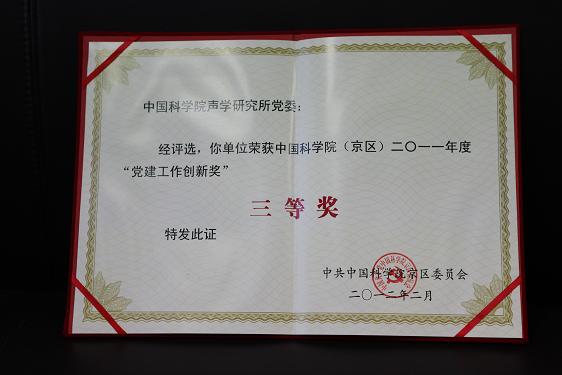 中国科学院声学研究所党委：
经评选，你单位荣获中国科学院（京区）二〇一一年度
“党建工作创新奖”
三等奖
特发此证
中共中国科学院京区委员会
二〇一二年二月